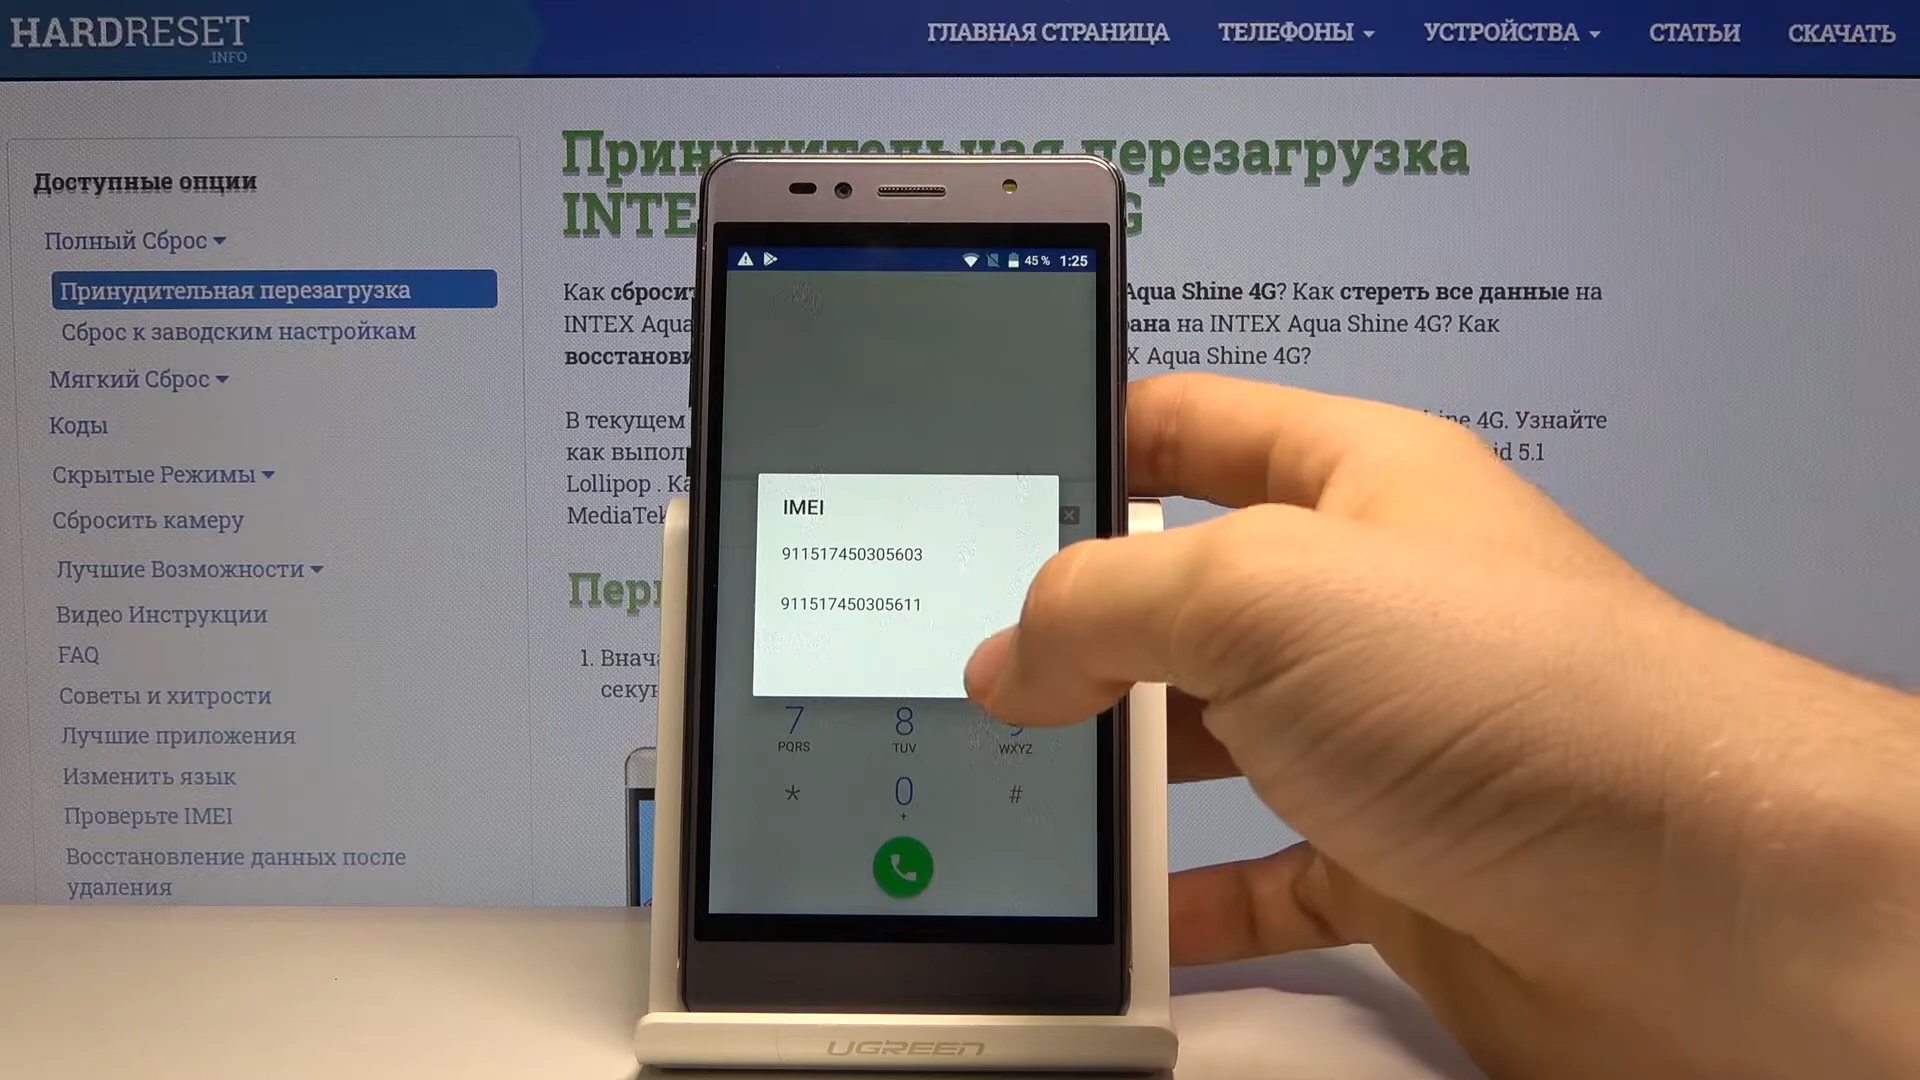 HARDRESET
.INFO
ГЛАВНАЯ СТРАНИЦА
ТЕЛЕФОНЫ
УСТРОЙСТВА
СТАТЬИ
СКАЧАТЬ
Доступные опции
Полный Сброс
Принудительная перезагрузка
Сброс к заводским настройкам
Мягкий Сброс
Коды
Скрытые Режимы
Сбросить камеру
Лучшие Возможности
Видео Инструкции
FAQ
Советы и хитрости
Лучшие приложения
Изменить язык
Проверьте IMEI
Восстановление данных после
удаления
Принудительная перезагрузка
Как Aqua Shine 4G? Как стереть все данные на
INTEX на INTEX Aqua Shine 4G? Как
Aqua Shine 4G?
В текущем 4G. Узнайте
как 5.1
Lollipop .
1.
45 % 1:25
IMEI
911517450305603
911517450305611
7 8
PQRS TUV WXYZ
* 0 #
+
UGREEN